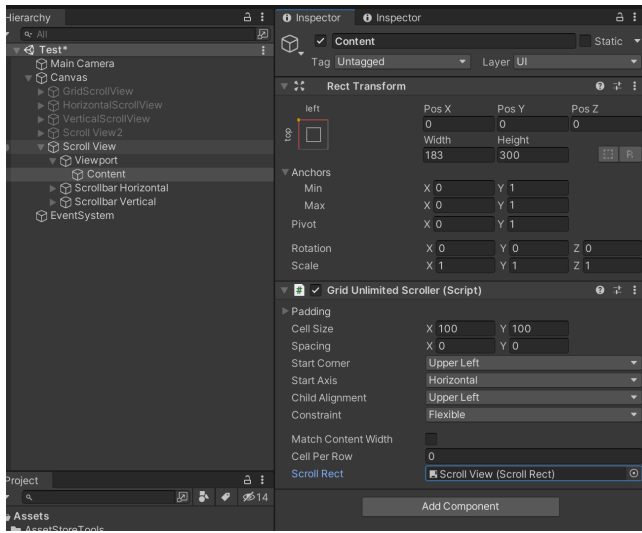 Hierarchy
All
Test*
Main Camera
Canvas
GridScrollView
HorizontalScrollView
VerticalScrollView
Scroll View2
Scroll View
Viewport
Content
Scrollbar Horizontal
Scrollbar Vertical
EventSystem
Project
14
Assets
AssetStoreTools
Inspector Inspector
Content Static
Tag Untagged Layer UI
Rect Transform
left Pos X Pos Y Pos Z
top 0 0 0
Width Height
183 300 R
Anchors
Min X 0 Y 1
Max X 0 Y 1
Pivot X 0 Y 1
Rotation X 0 Y 0 Z 0
Scale X 1 Y 1 Z 1
# Grid Unlimited Scroller (Script)
Padding
Cell Size X 100 Y 100
Spacing X 0 Y 0
Start Corner Upper Left
Start Axis Horizontal
Child Alignment Upper Left
Constraint Flexible
Match Content Width
Cell Per Row 0
Scroll Rect Scroll View (Scroll Rect)
Add Component